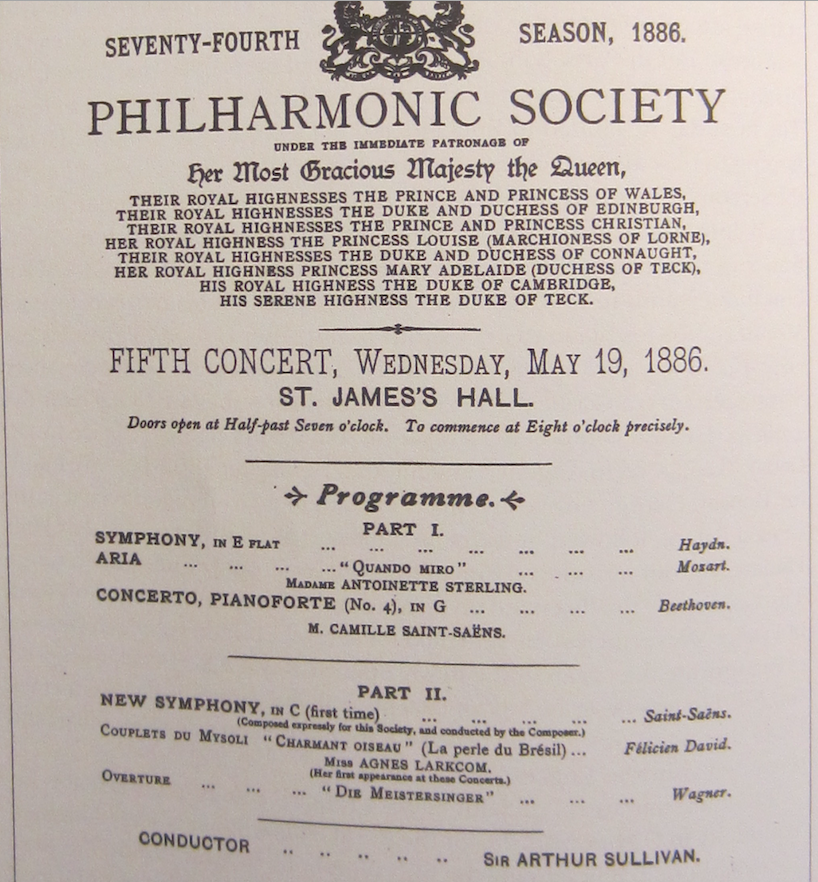 SEVENTY-FOURTH SEASON, 1886.
PHILHARMONIC SOCIETY
UNDER THE IMMEDIATE PATRONAGE OF
Her Most Gracious Majesty the Queen,
THEIR ROYAL HIGHNESSES THE PRINCE AND PRINCESS OF WALES,
THEIR ROYAL HIGHNESSES THE DUKE AND DUCHESS OF EDINBURGH,
THEIR ROYAL HIGHNESSES THE PRINCE AND PRINCESS CHRISTIAN,
HER ROYAL HIGHNESS THE PRINCESS LOUISE (MARCHIONESS OF LORNE),
THEIR ROYAL HIGHNESSES THE DUKE AND DUCHESS OF CONNAUGHT,
HER ROYAL HIGHNESS PRINCESS MARY ADELAIDE (DUCHESS OF TECK),
HIS ROYAL HIGHNESS THE DUKE OF CAMBRIDGE,
HIS SERENE HIGHNESS THE DUKE OF TECK.
FIFTH CONCERT, WEDNESDAY, MAY 19, 1886.
ST. JAMES'S HALL.
Doors open at Half-past Seven o'clock. To commence at Eight o'clock precisely.
Programme.
PART I.
SYMPHONY, IN E FLAT ... ... ... ... ... ... ... Haydn.
ARIA ... ... ... ... "QUANDO MIRO" ... ... ... Mozart.
MADAME ANTOINETTE STERLING.
CONCERTO, PIANOFORTE (No. 4), IN G ... ... ... ... Beethoven.
M. CAMILLE SAINT-SAËNS.
PART II.
NEW SYMPHONY, IN C (first time) ... ... ... ... ... Saint-Saëns.
(Composed expressly for this Society, and conducted by the Composer.)
COUPLETS DU MYSOLI "CHARMANT OISEAU" (La perle du Brésil) ... Félicien David.
MISS AGNES LARKCOM.
(Her first appearance at these Concerts.)
OVERTURE ... ... ... "DIE MEISTERSINGER" ... ... ... Wagner.
CONDUCTOR .. .. .. .. .. SIR ARTHUR SULLIVAN.